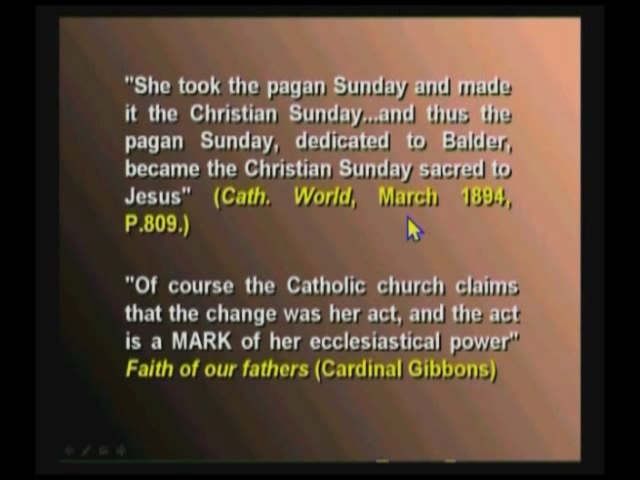 "She took the pagan Sunday and made
it the Christian Sunday...and thus the
pagan Sunday, dedicated to Balder,
became the Christian Sunday sacred to
Jesus" (Cath. World, March 1894,
P.809.)
"Of course the Catholic church claims
that the change was her act, and the act
is a MARK of her ecclesiastical power"
Faith of our fathers (Cardinal Gibbons)